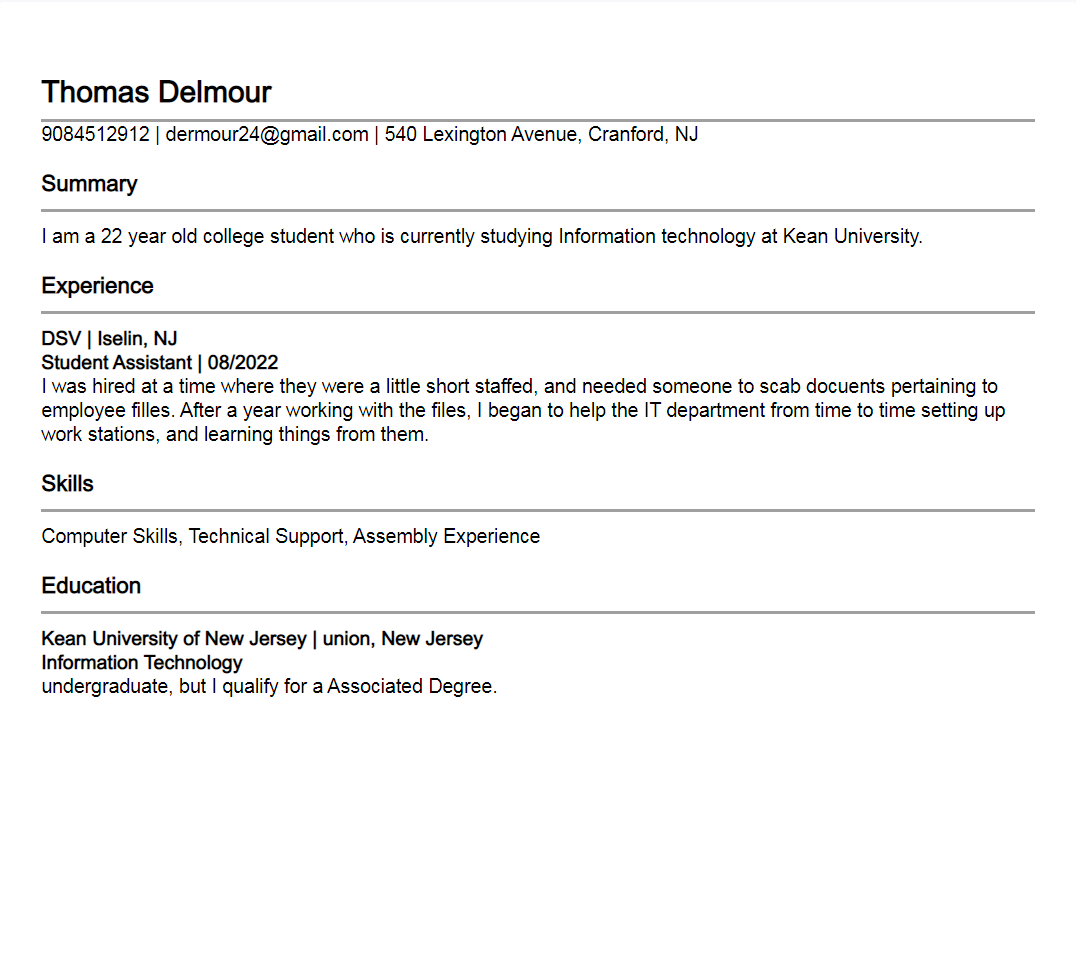 Thomas Delmour
9084512912 | dermour24@gmail.com | 540 Lexington Avenue, Cranford, NJ
Summary
I am a 22 year old college student who is currently studying Information technology at Kean University.
Experience
DSV | Iselin, NJ
Student Assistant | 08/2022
I was hired at a time where they were a little short staffed, and needed someone to scab docuents pertaining to
employee filles. After a year working with the files, I began to help the IT department from time to time setting up
work stations, and learning things from them.
Skills
Computer Skills, Technical Support, Assembly Experience
Education
Kean University of New Jersey | union, New Jersey
Information Technology
undergraduate, but I qualify for a Associated Degree.